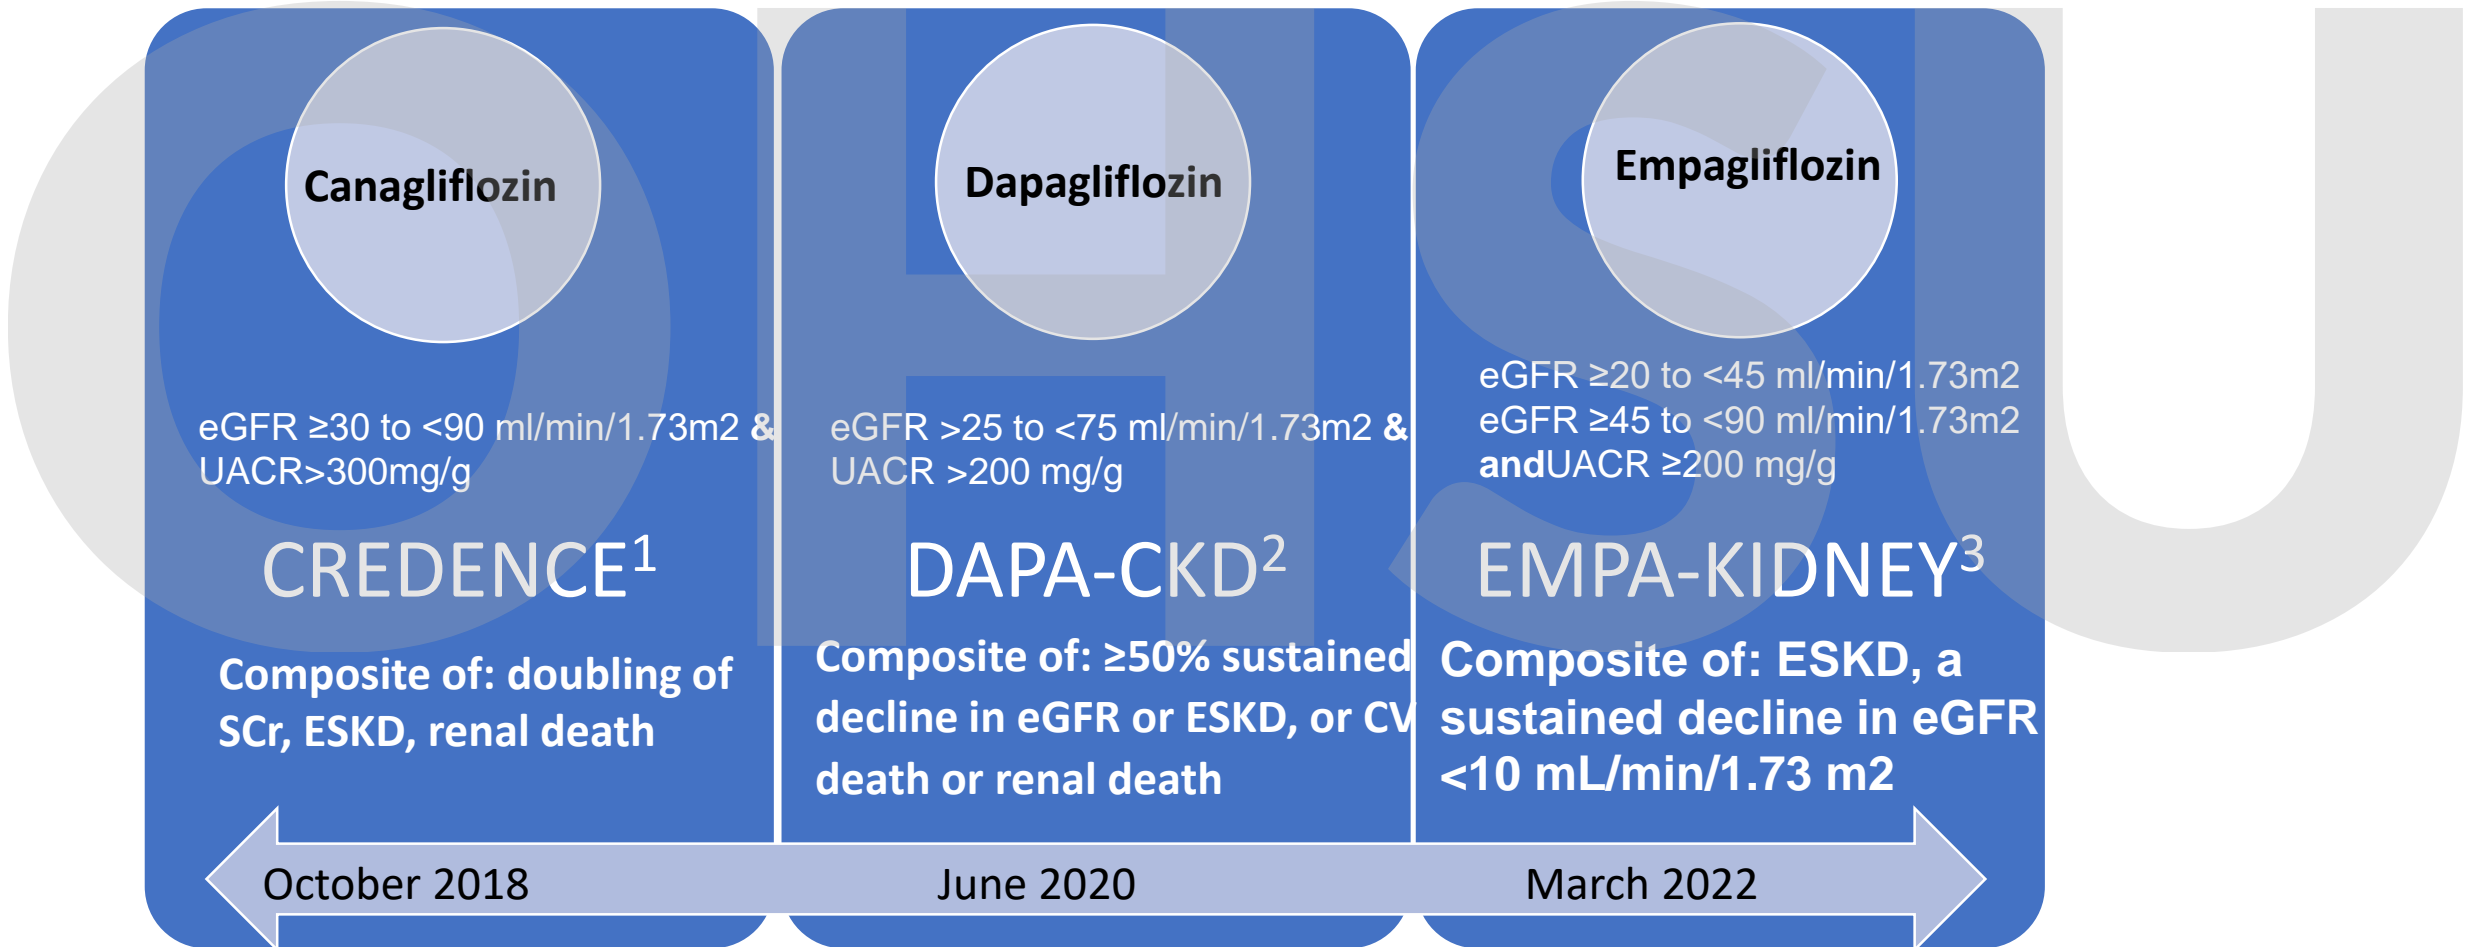 OHSU
Canagliflozin
eGFR ≥30 to <90 ml/min/1.73m2 &
UACR>300mg/g
CREDENCE¹
Composite of: doubling of
SCr, ESKD, renal death
October 2018
Dapagliflozin
eGFR >25 to <75 ml/min/1.73m2 &
UACR >200 mg/g
DAPA-CKD²
Composite of: ≥50% sustained
decline in eGFR or ESKD, or CV
death or renal death
June 2020
Empagliflozin
eGFR ≥20 to <45 ml/min/1.73m2
eGFR ≥45 to <90 ml/min/1.73m2
andUACR ≥200 mg/g
EMPA-KIDNEY³
Composite of: ESKD, a
sustained decline in eGFR
<10 mL/min/1.73 m2
March 2022